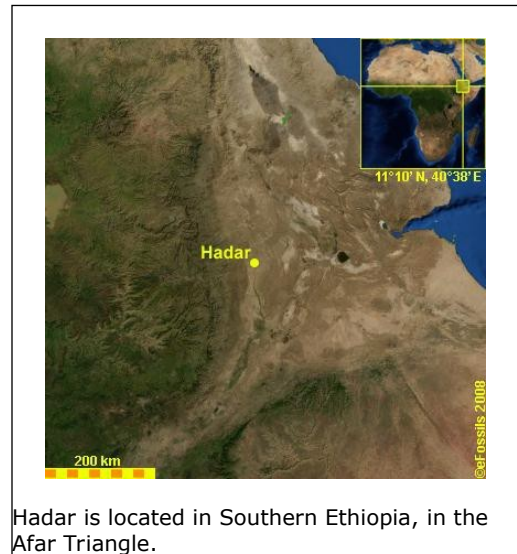 11°10' N, 40°38' E
Hadar
200 km
©eFossils 2008
Hadar is located in Southern Ethiopia, in the
Afar Triangle.